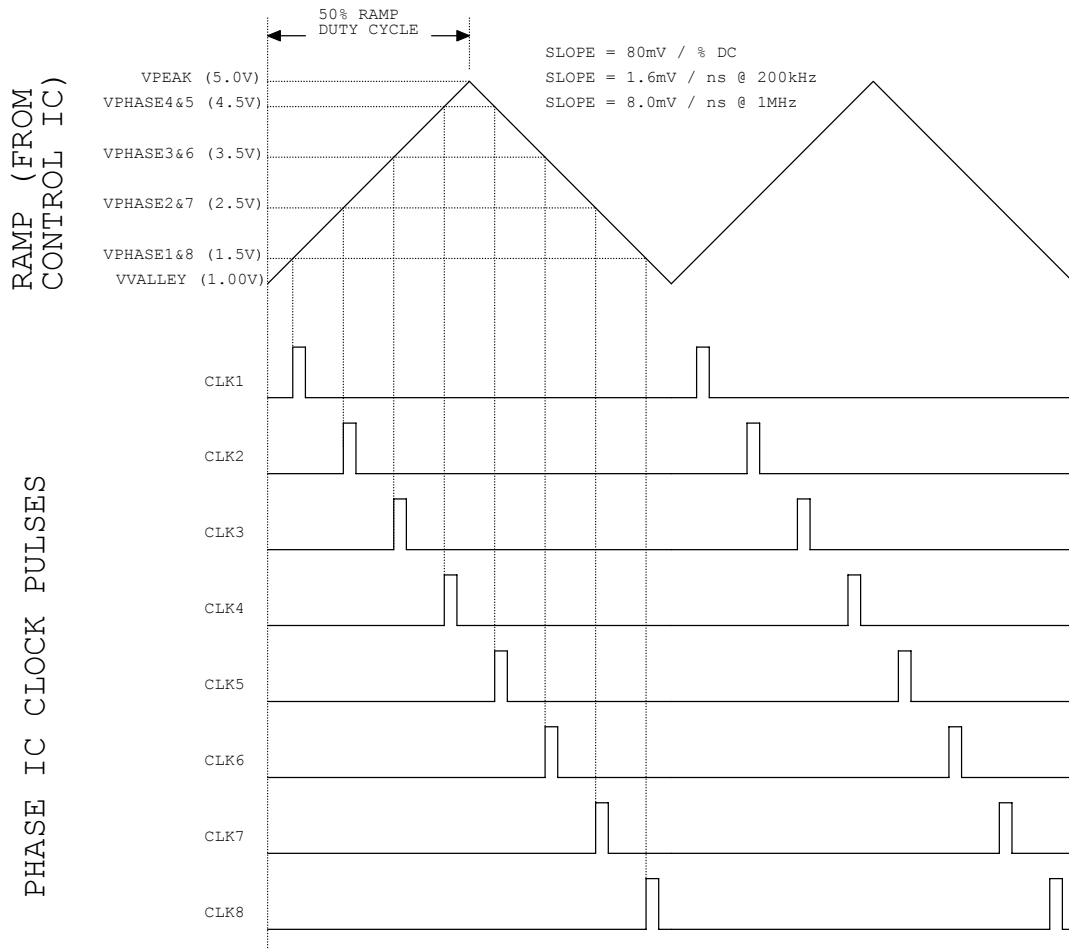 50% RAMP
DUTY CYCLE
SLOPE = 80mV / % DC
SLOPE = 1.6mV / ns @ 200kHz
SLOPE = 8.0mV / ns @ 1MHz
RAMP (FROM
CONTROL IC)
VPEAK (5.0V)
VPHASE4&5 (4.5V)
VPHASE3&6 (3.5V)
VPHASE2&7 (2.5V)
VPHASE1&8 (1.5V)
VVALLEY (1.00V)
PHASE IC CLOCK PULSES
CLK1
CLK2
CLK3
CLK4
CLK5
CLK6
CLK7
CLK8